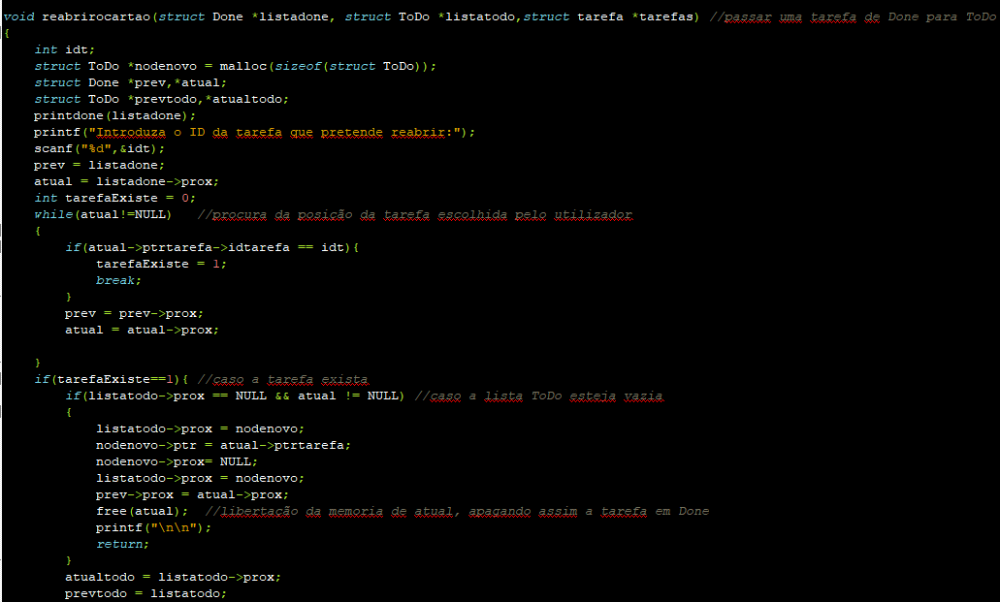 void reabrirocartao(struct Done *listadone, struct ToDo *listatodo,struct tarefa *tarefas) //passar uma tarefa de Done para ToDo
{
    int idt;
    struct ToDo *nodenovo = malloc(sizeof(struct ToDo));
    struct Done *prev,*atual;
    struct ToDo *prevtodo,*atualtodo;
    printdone(listadone);
    printf("Introduza o ID da tarefa que pretende reabrir:");
    scanf("%d",&idt);
    prev = listadone;
    atual = listadone->prox;
    int tarefaExiste = 0;
    while(atual!=NULL)   //procura da posição da tarefa escolhida pelo utilizador
    {
        if(atual->ptrtarefa->idtarefa == idt){
            tarefaExiste = 1;
            break;
        }
        prev = prev->prox;
        atual = atual->prox;
    }
    if(tarefaExiste==1){ //caso a tarefa exista
        if(listatodo->prox == NULL && atual != NULL) //caso a lista ToDo esteja vazia
        {
            listatodo->prox = nodenovo;
            nodenovo->ptr = atual->ptrtarefa;
            nodenovo->prox= NULL;
            listatodo->prox = nodenovo;
            prev->prox = atual->prox;
            free(atual);  //libertação da memoria de atual, apagando assim a tarefa em Done
            printf("\n\n");
            return;
        }
        atualtodo = listatodo->prox;
        prevtodo = listatodo;